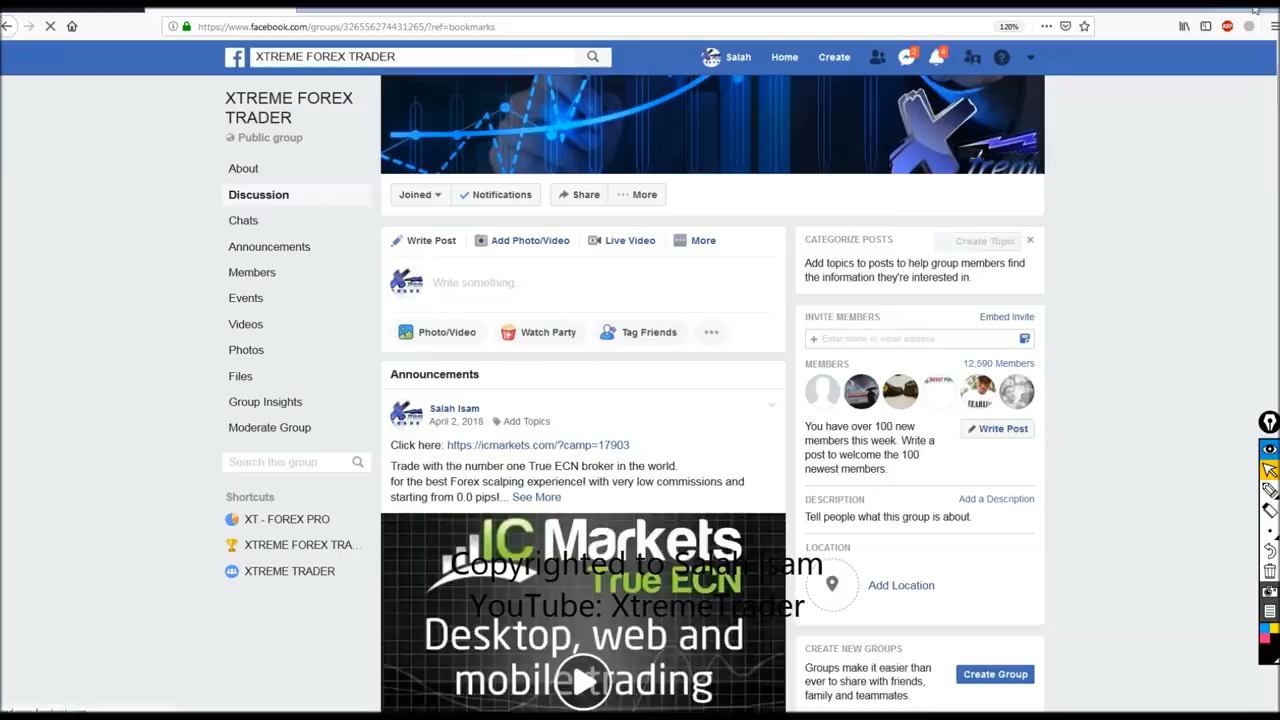 https://www.facebook.com/groups/326556274431265/?ref=bookmarks
120%
XTREME FOREX TRADER
Salah
Home
Create
2
4
XTREME FOREX
TRADER
Public group
About
Discussion
Chats
Announcements
Members
Events
Videos
Photos
Files
Group Insights
Moderate Group
Search this group
Shortcuts
XT - FOREX PRO
XTREME FOREX TRA...
XTREME TRADER
Joined
Notifications
Share
More
Write Post
Add Photo/Video
Live Video
More
Write something...
Photo/Video
Watch Party
Tag Friends
Announcements
Salah Isam
April 2, 2018
Add Topics
Click here: https://icmarkets.com/?camp=17903
Trade with the number one True ECN broker in the world.
for the best Forex scalping experience! with very low commissions and
starting from 0.0 pips!... See More
IC Markets
True ECN
Desktop, web and
mobile trading
Copyrighted to Salah Isam
YouTube: XtremeTrader
CATEGORIZE POSTS
Create Topic
Add topics to posts to help group members find
the information they're interested in.
INVITE MEMBERS
Embed Invite
Enter name or email address...
MEMBERS
12,590 Members
You have over 100 new
members this week. Write a
post to welcome the 100
newest members.
Write Post
DESCRIPTION
Add a Description
Tell people what this group is about.
LOCATION
Add Location
CREATE NEW GROUPS
Groups make it easier than
ever to share with friends,
family and teammates.
Create Group